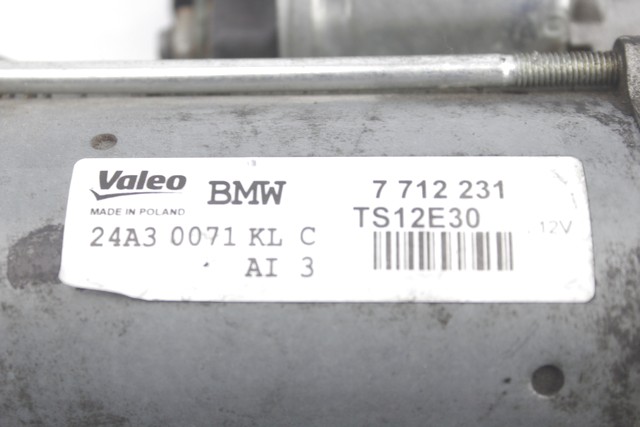 Valeo BMW 7 712 231
MADE IN POLAND TS12E30 12V
24A3 0071 KL C
AI 3